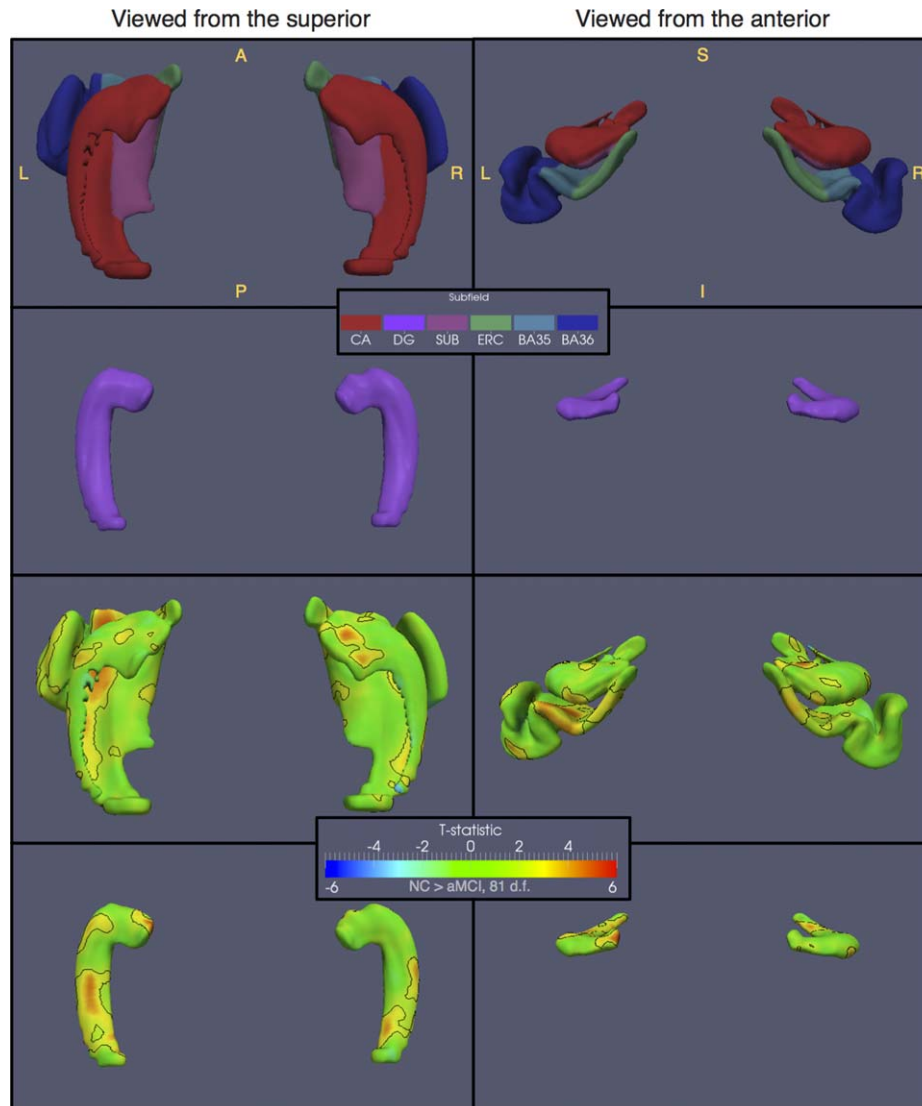 Viewed from the superior
Viewed from the anterior
A
S
L
R
L
R
P
I
Subfield
CA DG SUB ERC BA35 BA36
T-statistic
-4 -2 0 2 4
-6 NC > aMCI, 81 d.f. 6